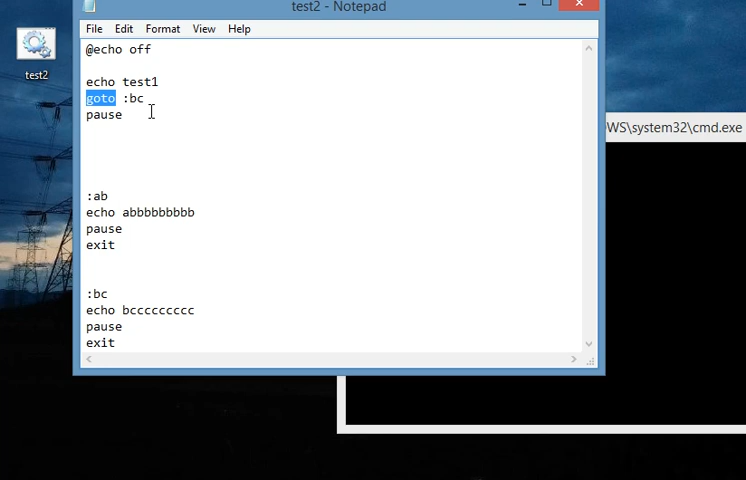 test2 - Notepad
File Edit Format View Help
@echo off
echo test1
goto :bc
pause
:ab
echo abbbbbbbbb
pause
exit
:bc
echo bccccccccc
pause
exit
test2
WS\system32\cmd.exe